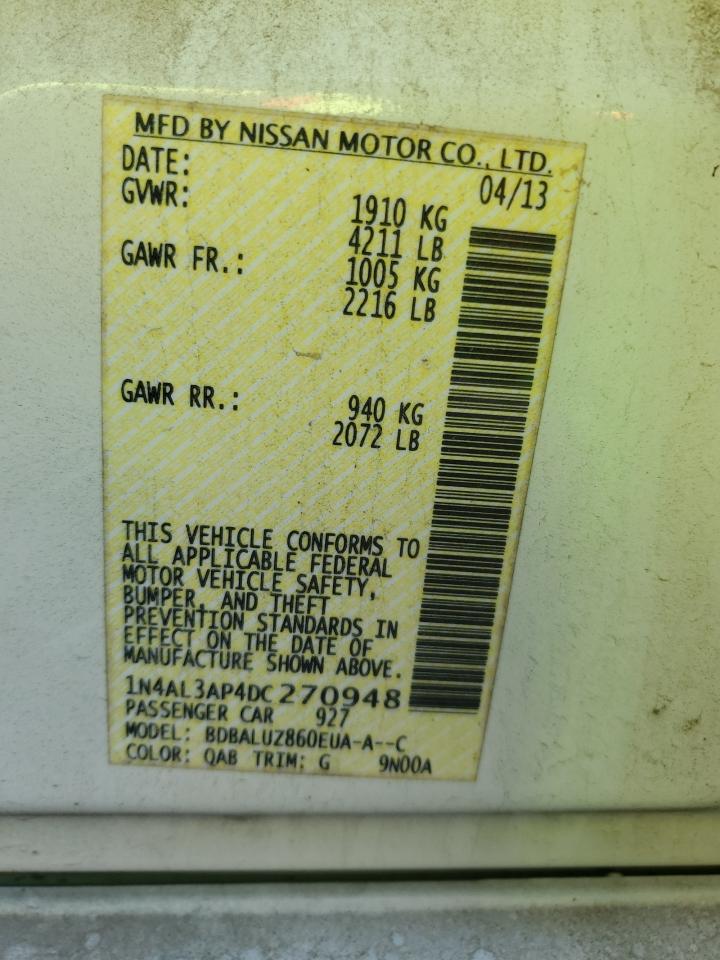 MFD BY NISSAN MOTOR CO., LTD.
DATE: 04/13
GVWR: 1910 KG
4211 LB
GAWR FR.: 1005 KG
2216 LB
GAWR RR.: 940 KG
2072 LB
THIS VEHICLE CONFORMS TO
ALL APPLICABLE FEDERAL
MOTOR VEHICLE SAFETY,
BUMPER, AND THEFT
PREVENTION STANDARDS IN
EFFECT ON THE DATE OF
MANUFACTURE SHOWN ABOVE.
1N4AL3AP4DC270948
PASSENGER CAR 927
MODEL: BDBALUZ860EUA-A--C
COLOR: QAB TRIM: G 9N00A